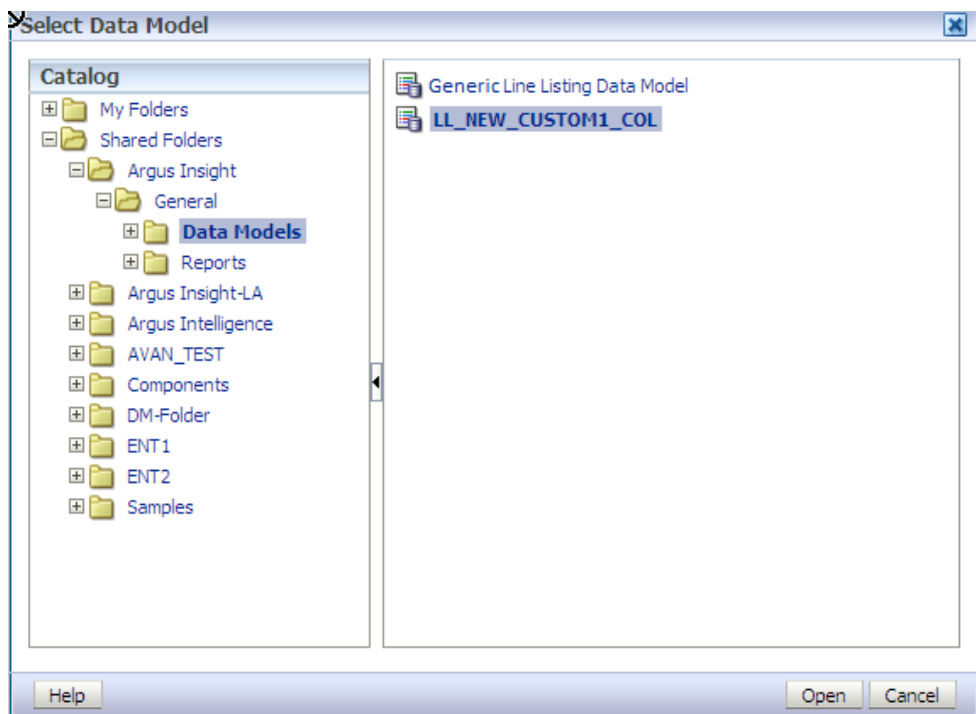 Select Data Model
Catalog
My Folders
Shared Folders
Argus Insight
General
Data Models
Reports
Argus Insight-LA
Argus Intelligence
AVAN_TEST
Components
DM-Folder
ENT1
ENT2
Samples
Generic Line Listing Data Model
LL_NEW_CUSTOM1_COL
Help
Open
Cancel